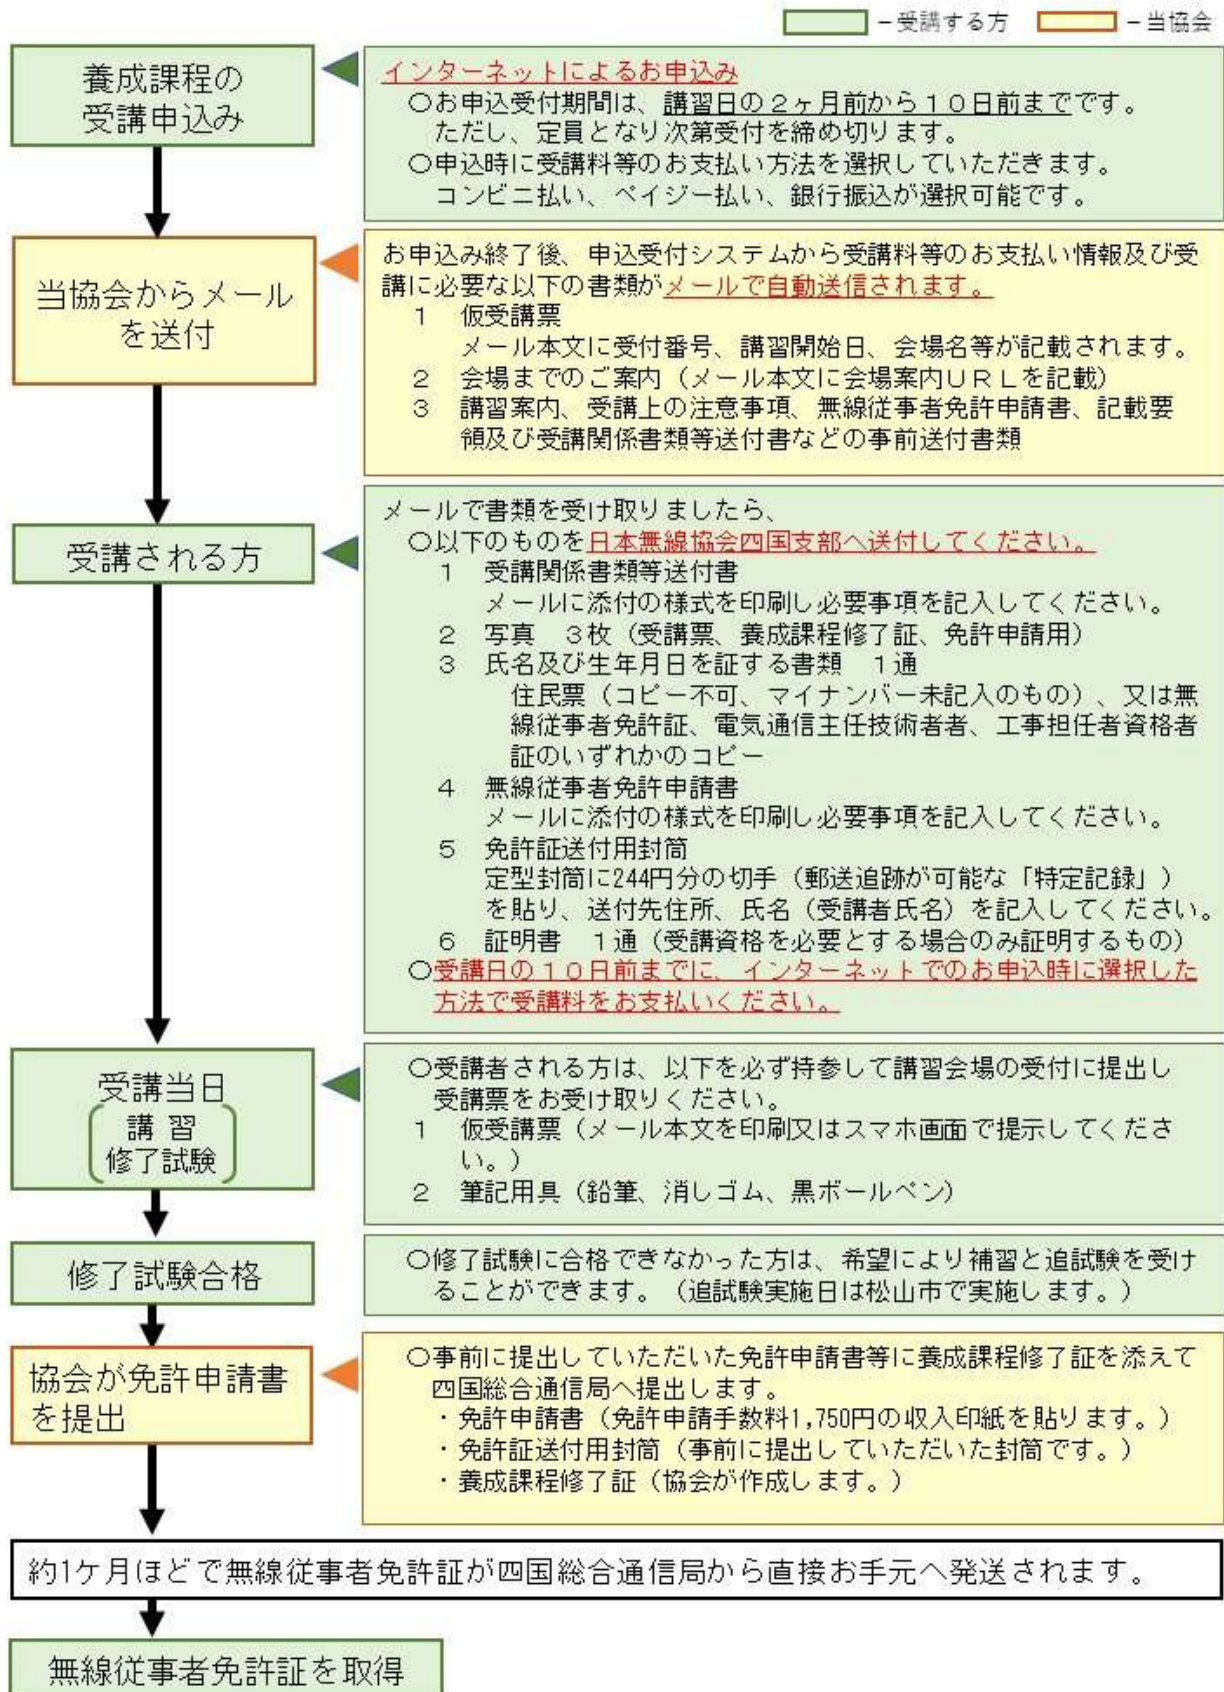 －受講する方　－当協会
養成課程の
受講申込み
インターネットによるお申込み
○お申込受付期間は、講習日の２ヶ月前から１０日前までです。
ただし、定員となり次第受付を締め切ります。
○申込時に受講料等のお支払い方法を選択していただきます。
コンビニ払い、ペイジー払い、銀行振込が選択可能です。
当協会からメール
を送付
お申込み終了後、申込受付システムから受講料等のお支払い情報及び受
講に必要な以下の書類がメールで自動送信されます。
１　仮受講票
メール本文に受付番号、講習開始日、会場名等が記載されます。
２　会場までのご案内（メール本文に会場案内ＵＲＬを記載）
３　講習案内、受講上の注意事項、無線従事者免許申請書、記載要
領及び受講関係書類等送付書などの事前送付書類
受講される方
メールで書類を受け取りましたら、
○以下のものを日本無線協会四国支部へ送付してください。
１　受講関係書類等送付書
メールに添付の様式を印刷し必要事項を記入してください。
２　写真　３枚（受講票、養成課程修了証、免許申請用）
３　氏名及び生年月日を証する書類　１通
住民票（コピー不可、マイナンバー未記入のもの）、又は無
線従事者免許証、電気通信主任技術者者、工事担任者資格者
証のいずれかのコピー
４　無線従事者免許申請書
メールに添付の様式を印刷し必要事項を記入してください。
５　免許証送付用封筒
定型封筒に244円分の切手（郵送追跡が可能な「特定記録」）
を貼り、送付先住所、氏名（受講者氏名）を記入してください。
６　証明書　１通（受講資格を必要とする場合のみ証明するもの）
○受講日の１０日前までに、インターネットでのお申込時に選択した
方法で受講料をお支払いください。
受講当日
講 習
修了試験
○受講者される方は、以下を必ず持参して講習会場の受付に提出し
受講票をお受け取りください。
１　仮受講票（メール本文を印刷又はスマホ画面で提示してくださ
い。）
２　筆記用具（鉛筆、消しゴム、黒ボールペン）
修了試験合格
○修了試験に合格できなかった方は、希望により補習と追試験を受け
ることができます。（追試験実施日は松山市で実施します。）
協会が免許申請書
を提出
○事前に提出していただいた免許申請書等に養成課程修了証を添えて
四国総合通信局へ提出します。
・免許申請書（免許申請手数料1,750円の収入印紙を貼ります。）
・免許証送付用封筒（事前に提出していただいた封筒です。）
・養成課程修了証（協会が作成します。）
約1ケ月ほどで無線従事者免許証が四国総合通信局から直接お手元へ発送されます。
無線従事者免許証を取得